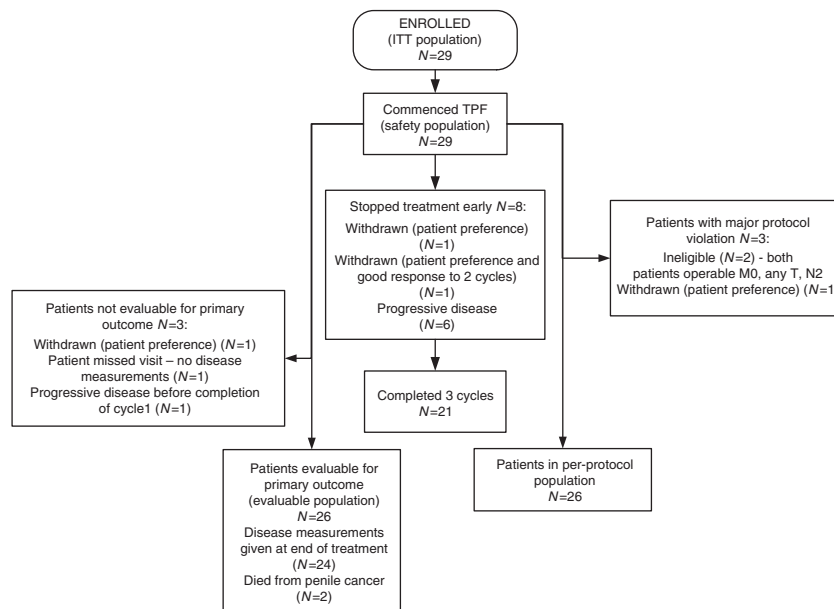 ENROLLED
(ITT population)
N=29
Commenced TPF
(safety population)
N=29
Stopped treatment early N=8:
Withdrawn (patient preference)
(N=1)
Withdrawn (patient preference and
good response to 2 cycles)
(N=1)
Progressive disease
(N=6)
Patients with major protocol
violation N=3:
Ineligible (N=2) - both
patients operable M0, any T, N2
Withdrawn (patient preference) (N=1
Patients not evaluable for primary
outcome N=3:
Withdrawn (patient preference) (N=1)
Patient missed visit – no disease
measurements (N=1)
Progressive disease before completion
of cycle1 (N=1)
Completed 3 cycles
N=21
Patients evaluable for
primary outcome
(evaluable population)
N=26
Disease measurements
given at end of treatment
(N=24)
Died from penile cancer
(N=2)
Patients in per-protocol
population
N=26